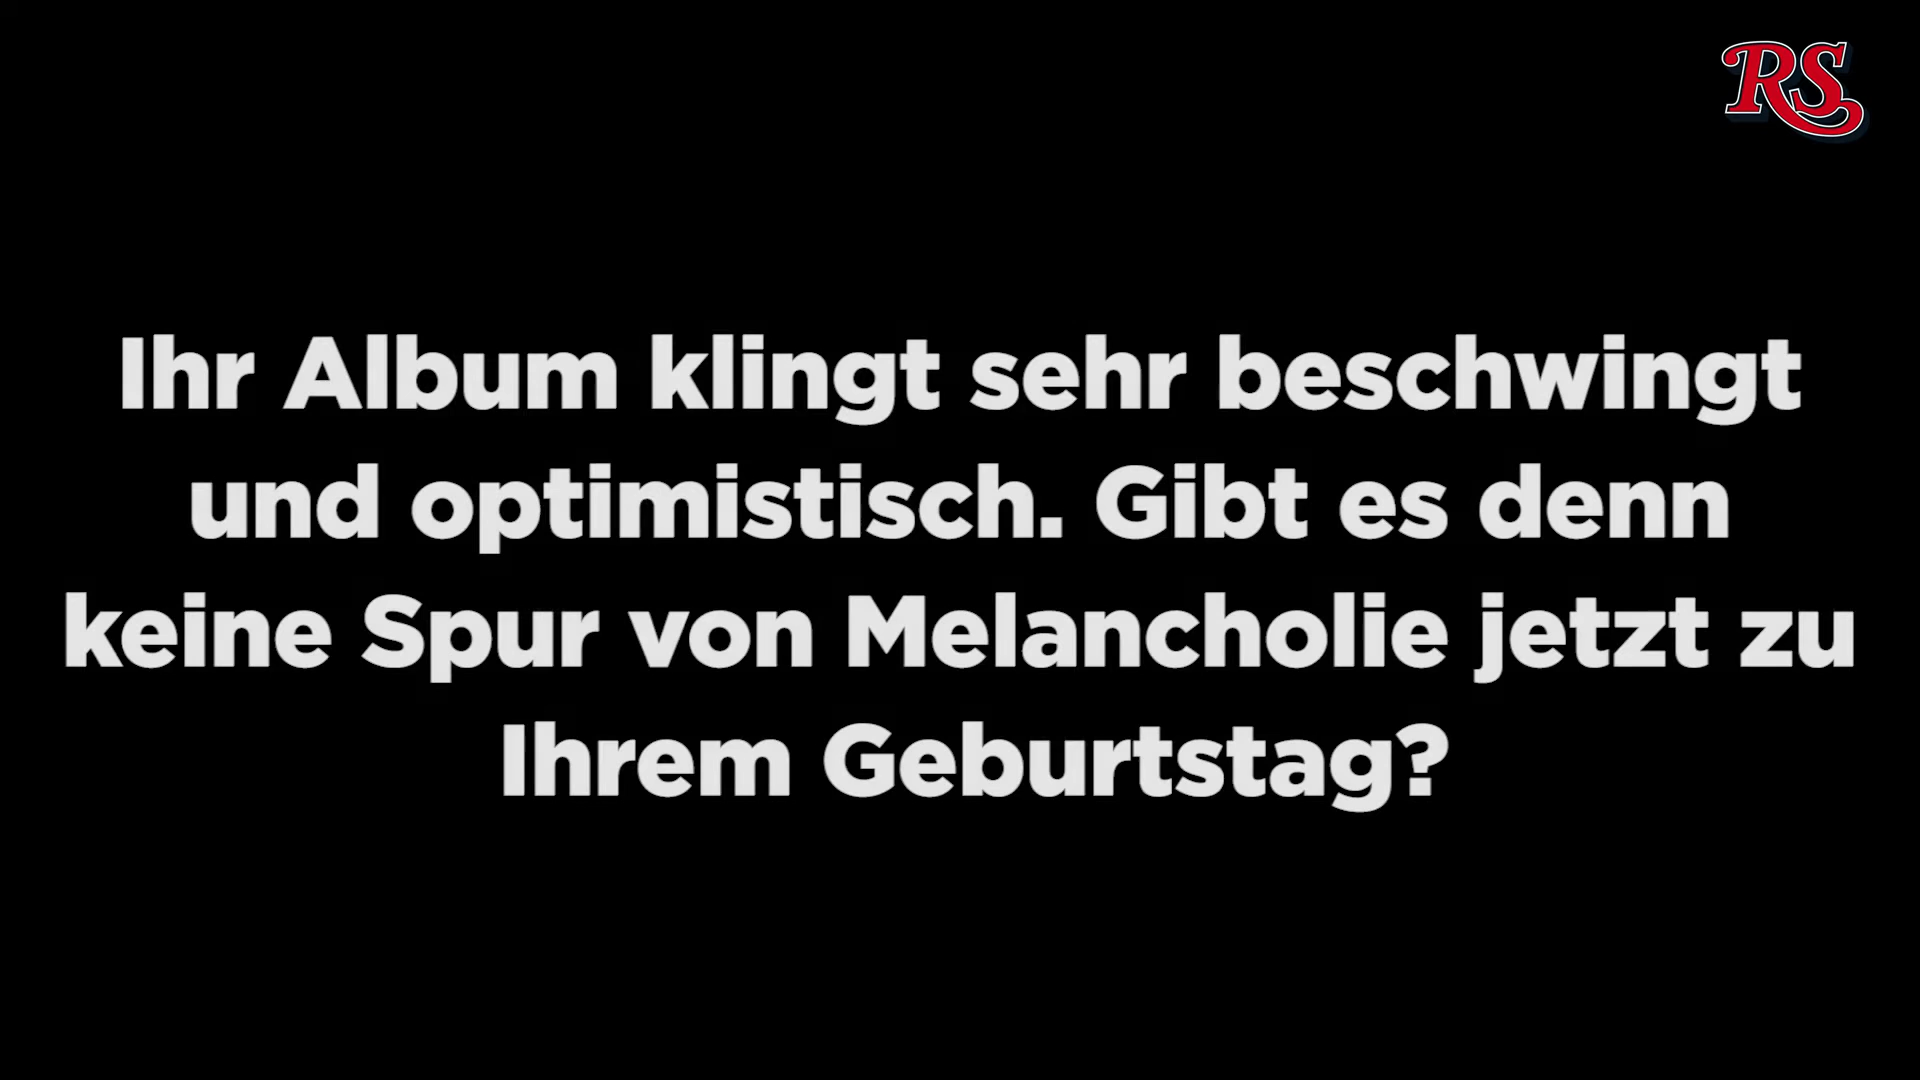 RS
Ihr Album klingt sehr beschwingt
und optimistisch. Gibt es denn
keine Spur von Melancholie jetzt zu
Ihrem Geburtstag?